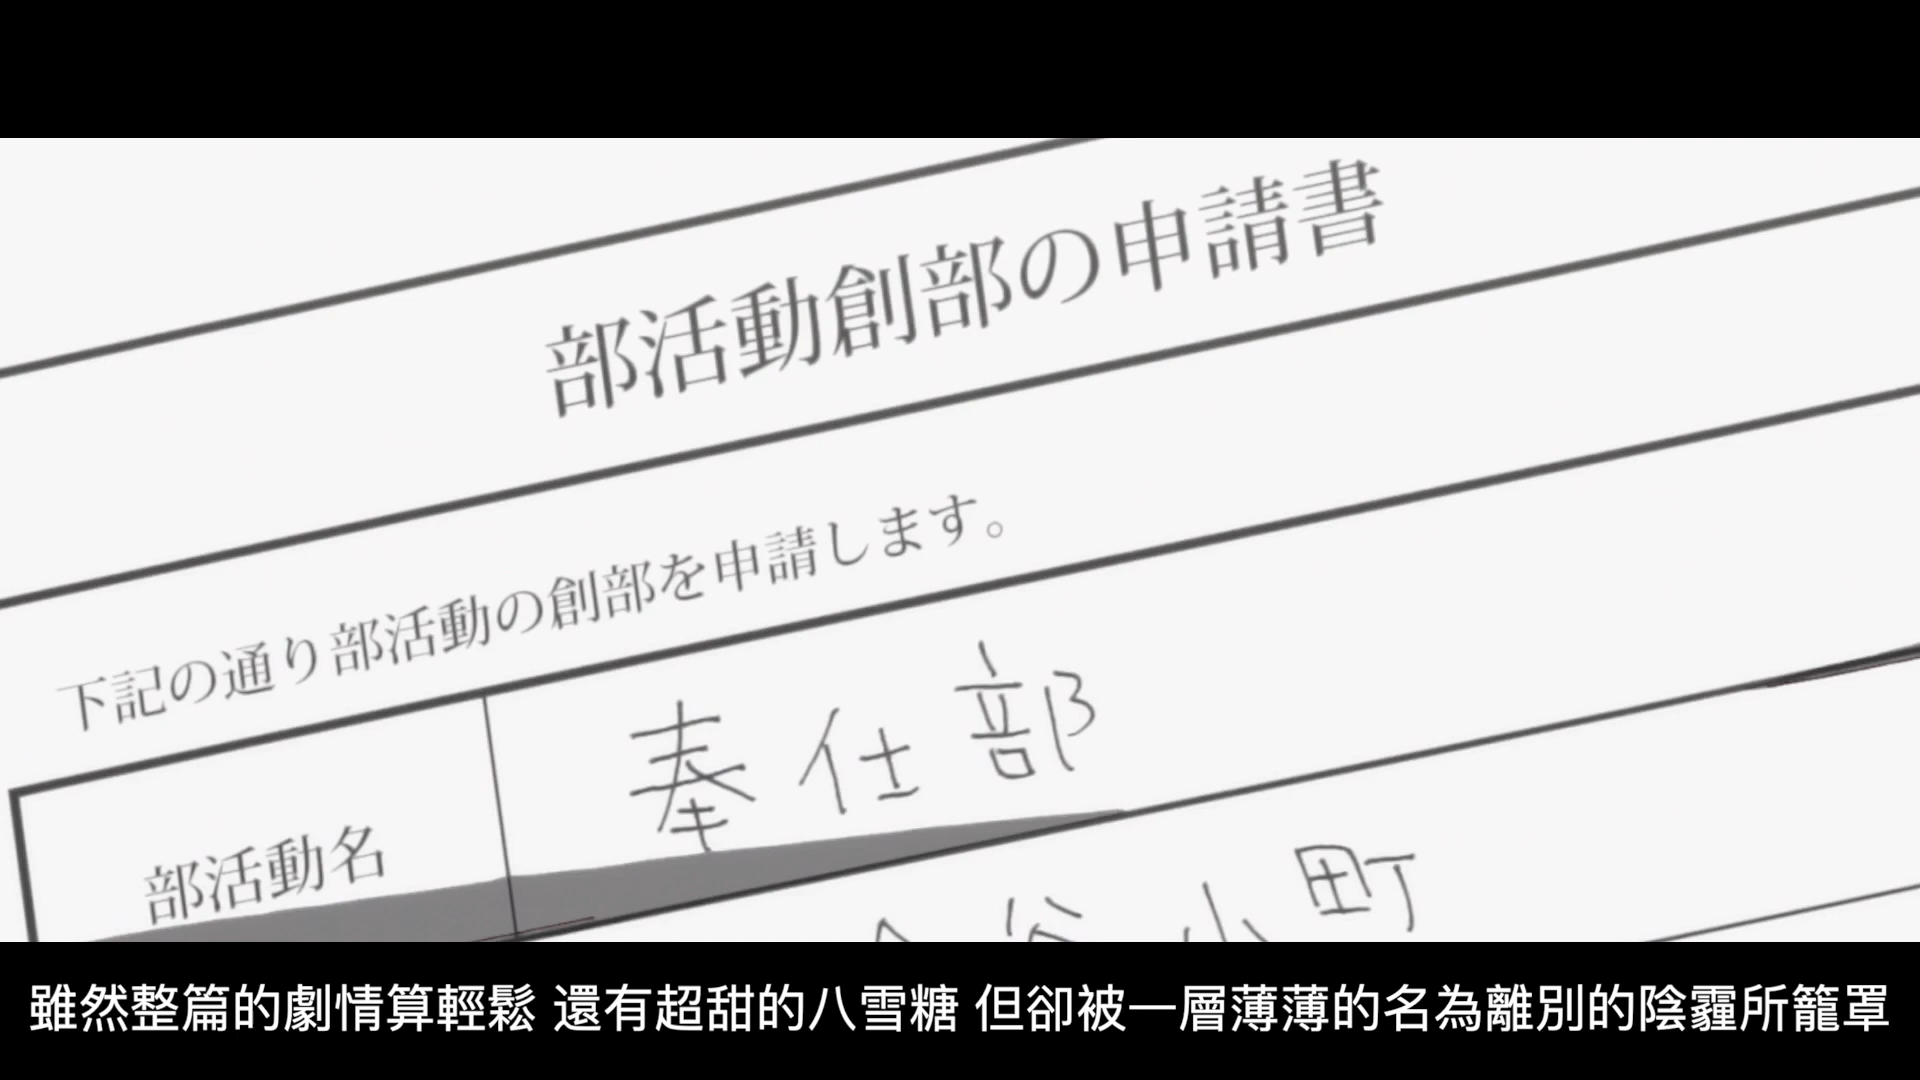 部活動創部の申請書
下記の通り部活動の創部を申請します。
部活動名
奉仕部
谷小町
雖然整篇的劇情算輕鬆 還有超甜的八雪糖 但卻被一層薄薄的名為離別的陰霾所籠罩